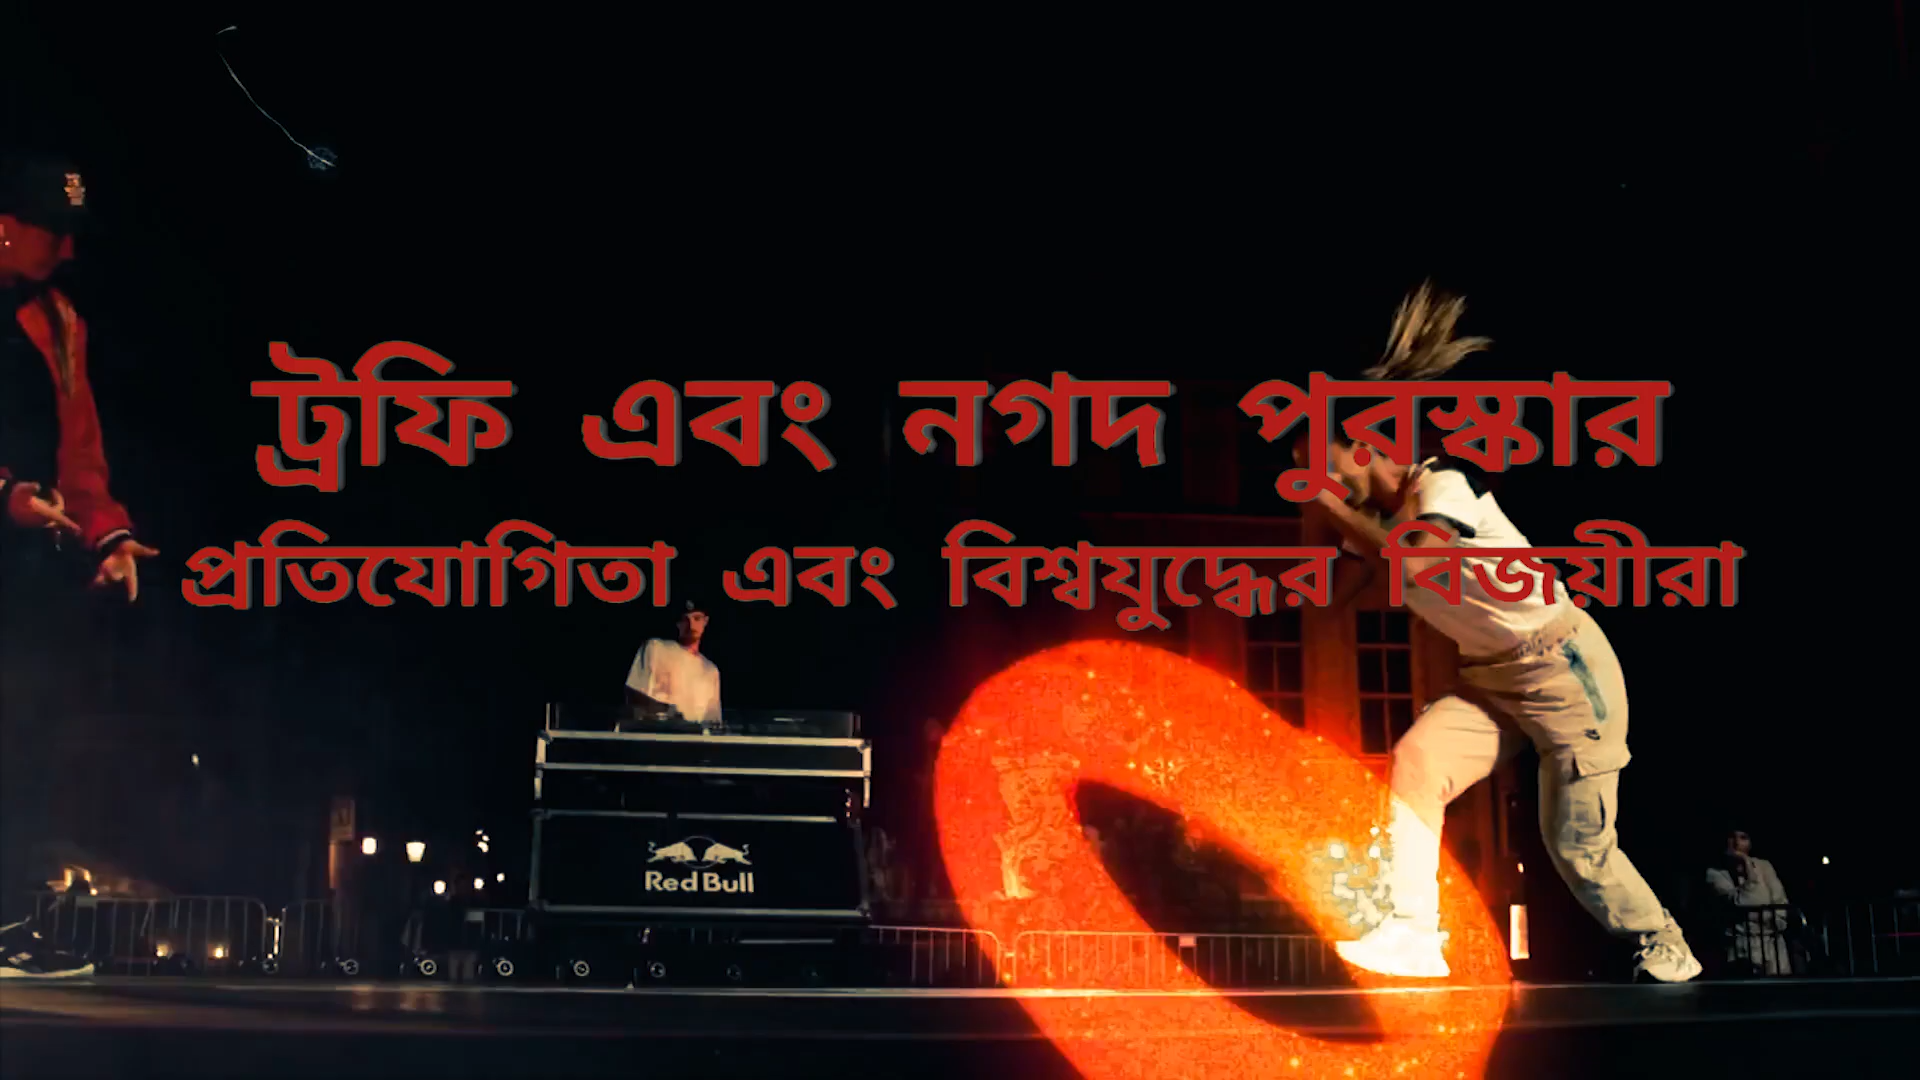 ট্রফি এবং নগদ পুরস্কার
প্রতিযোগিতা এবং বিশ্বযুদ্ধের বিজয়ীরা
Red Bull